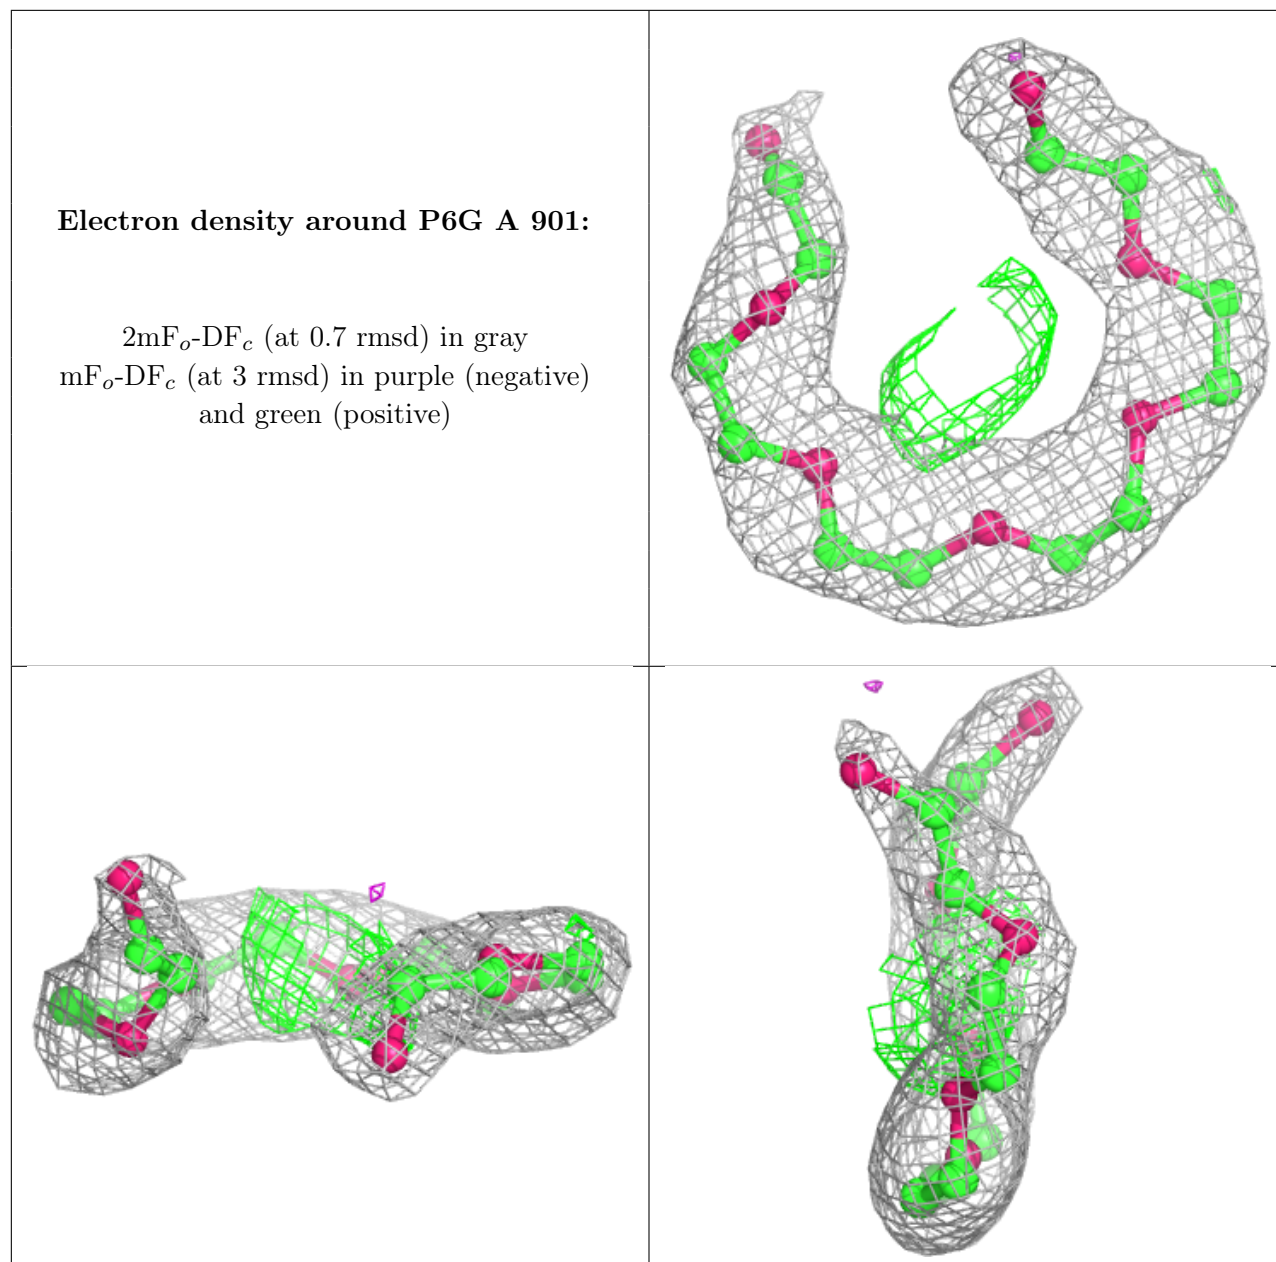 Electron density around P6G A 901:
2mFo-DFc (at 0.7 rmsd) in gray
mFo-DFc (at 3 rmsd) in purple (negative)
and green (positive)